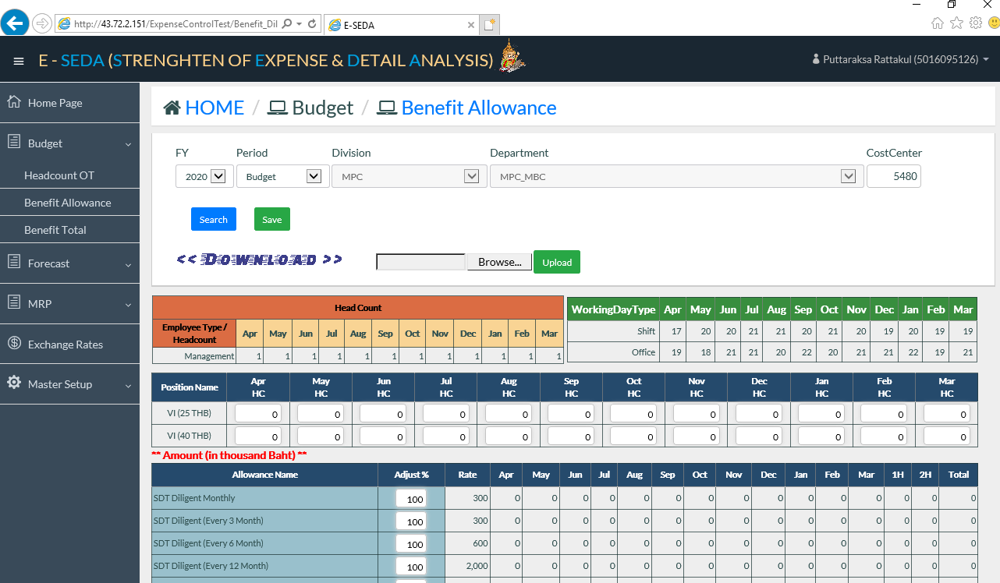 http://43.72.2.151/ExpenseControlTest/Benefit_Dil
E-SEDA
E - SEDA (STRENGHTEN OF EXPENSE & DETAIL ANALYSIS)
Puttaraksa Rattakul (5016095126)
Home Page
Budget
Headcount OT
Benefit Allowance
Benefit Total
Forecast
MRP
Exchange Rates
Master Setup
HOME / Budget / Benefit Allowance
FY Period Division Department CostCenter
2020 Budget MPC MPC_MBC 5480
Search Save
<< Download >> Browse... Upload
Head Count
Employee Type / Headcount Apr May Jun Jul Aug Sep Oct Nov Dec Jan Feb Mar
Management 1 1 1 1 1 1 1 1 1 1 1 1
WorkingDayType Apr May Jun Jul Aug Sep Oct Nov Dec Jan Feb Mar
Shift 17 20 20 21 21 20 21 20 19 20 19 19
Office 19 18 21 21 20 22 20 21 21 22 19 21
Position Name Apr HC May HC Jun HC Jul HC Aug HC Sep HC Oct HC Nov HC Dec HC Jan HC Feb HC Mar HC
VI (25 THB) 0 0 0 0 0 0 0 0 0 0 0 0
VI (40 THB) 0 0 0 0 0 0 0 0 0 0 0 0
** Amount (in thousand Baht) **
Allowance Name Adjust % Rate Apr May Jun Jul Aug Sep Oct Nov Dec Jan Feb Mar 1H 2H Total
SDT Diligent Monthly 100 300 0 0 0 0 0 0 0 0 0 0 0 0 0 0 0
SDT Diligent (Every 3 Month) 100 300 0 0 0 0 0 0 0 0 0 0 0 0 0 0 0
SDT Diligent (Every 6 Month) 100 600 0 0 0 0 0 0 0 0 0 0 0 0 0 0 0
SDT Diligent (Every 12 Month) 100 2,000 0 0 0 0 0 0 0 0 0 0 0 0 0 0 0